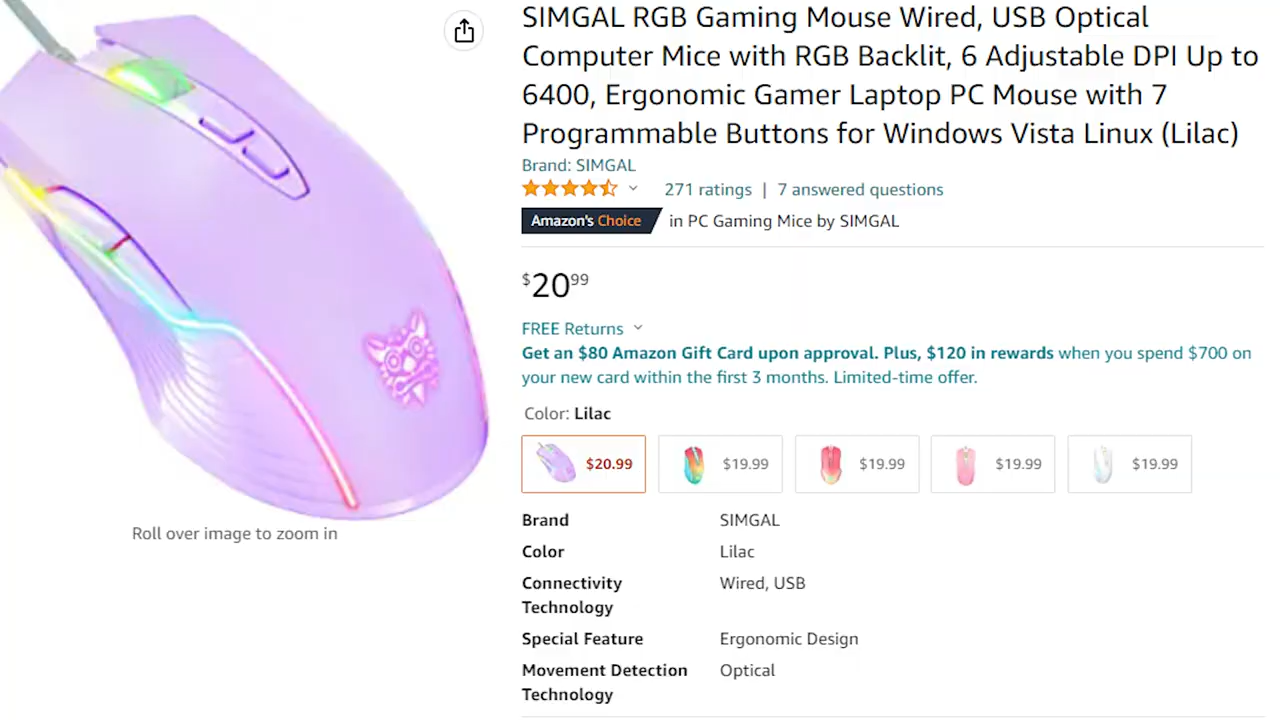 SIMGAL RGB Gaming Mouse Wired, USB Optical
Computer Mice with RGB Backlit, 6 Adjustable DPI Up to
6400, Ergonomic Gamer Laptop PC Mouse with 7
Programmable Buttons for Windows Vista Linux (Lilac)
Brand: SIMGAL
271 ratings | 7 answered questions
Amazon's Choice in PC Gaming Mice by SIMGAL
$20 99
FREE Returns
Get an $80 Amazon Gift Card upon approval. Plus, $120 in rewards when you spend $700 on
your new card within the first 3 months. Limited-time offer.
Color: Lilac
$20.99 $19.99 $19.99 $19.99 $19.99
Roll over image to zoom in
Brand SIMGAL
Color Lilac
Connectivity Wired, USB
Technology
Special Feature Ergonomic Design
Movement Detection Optical
Technology